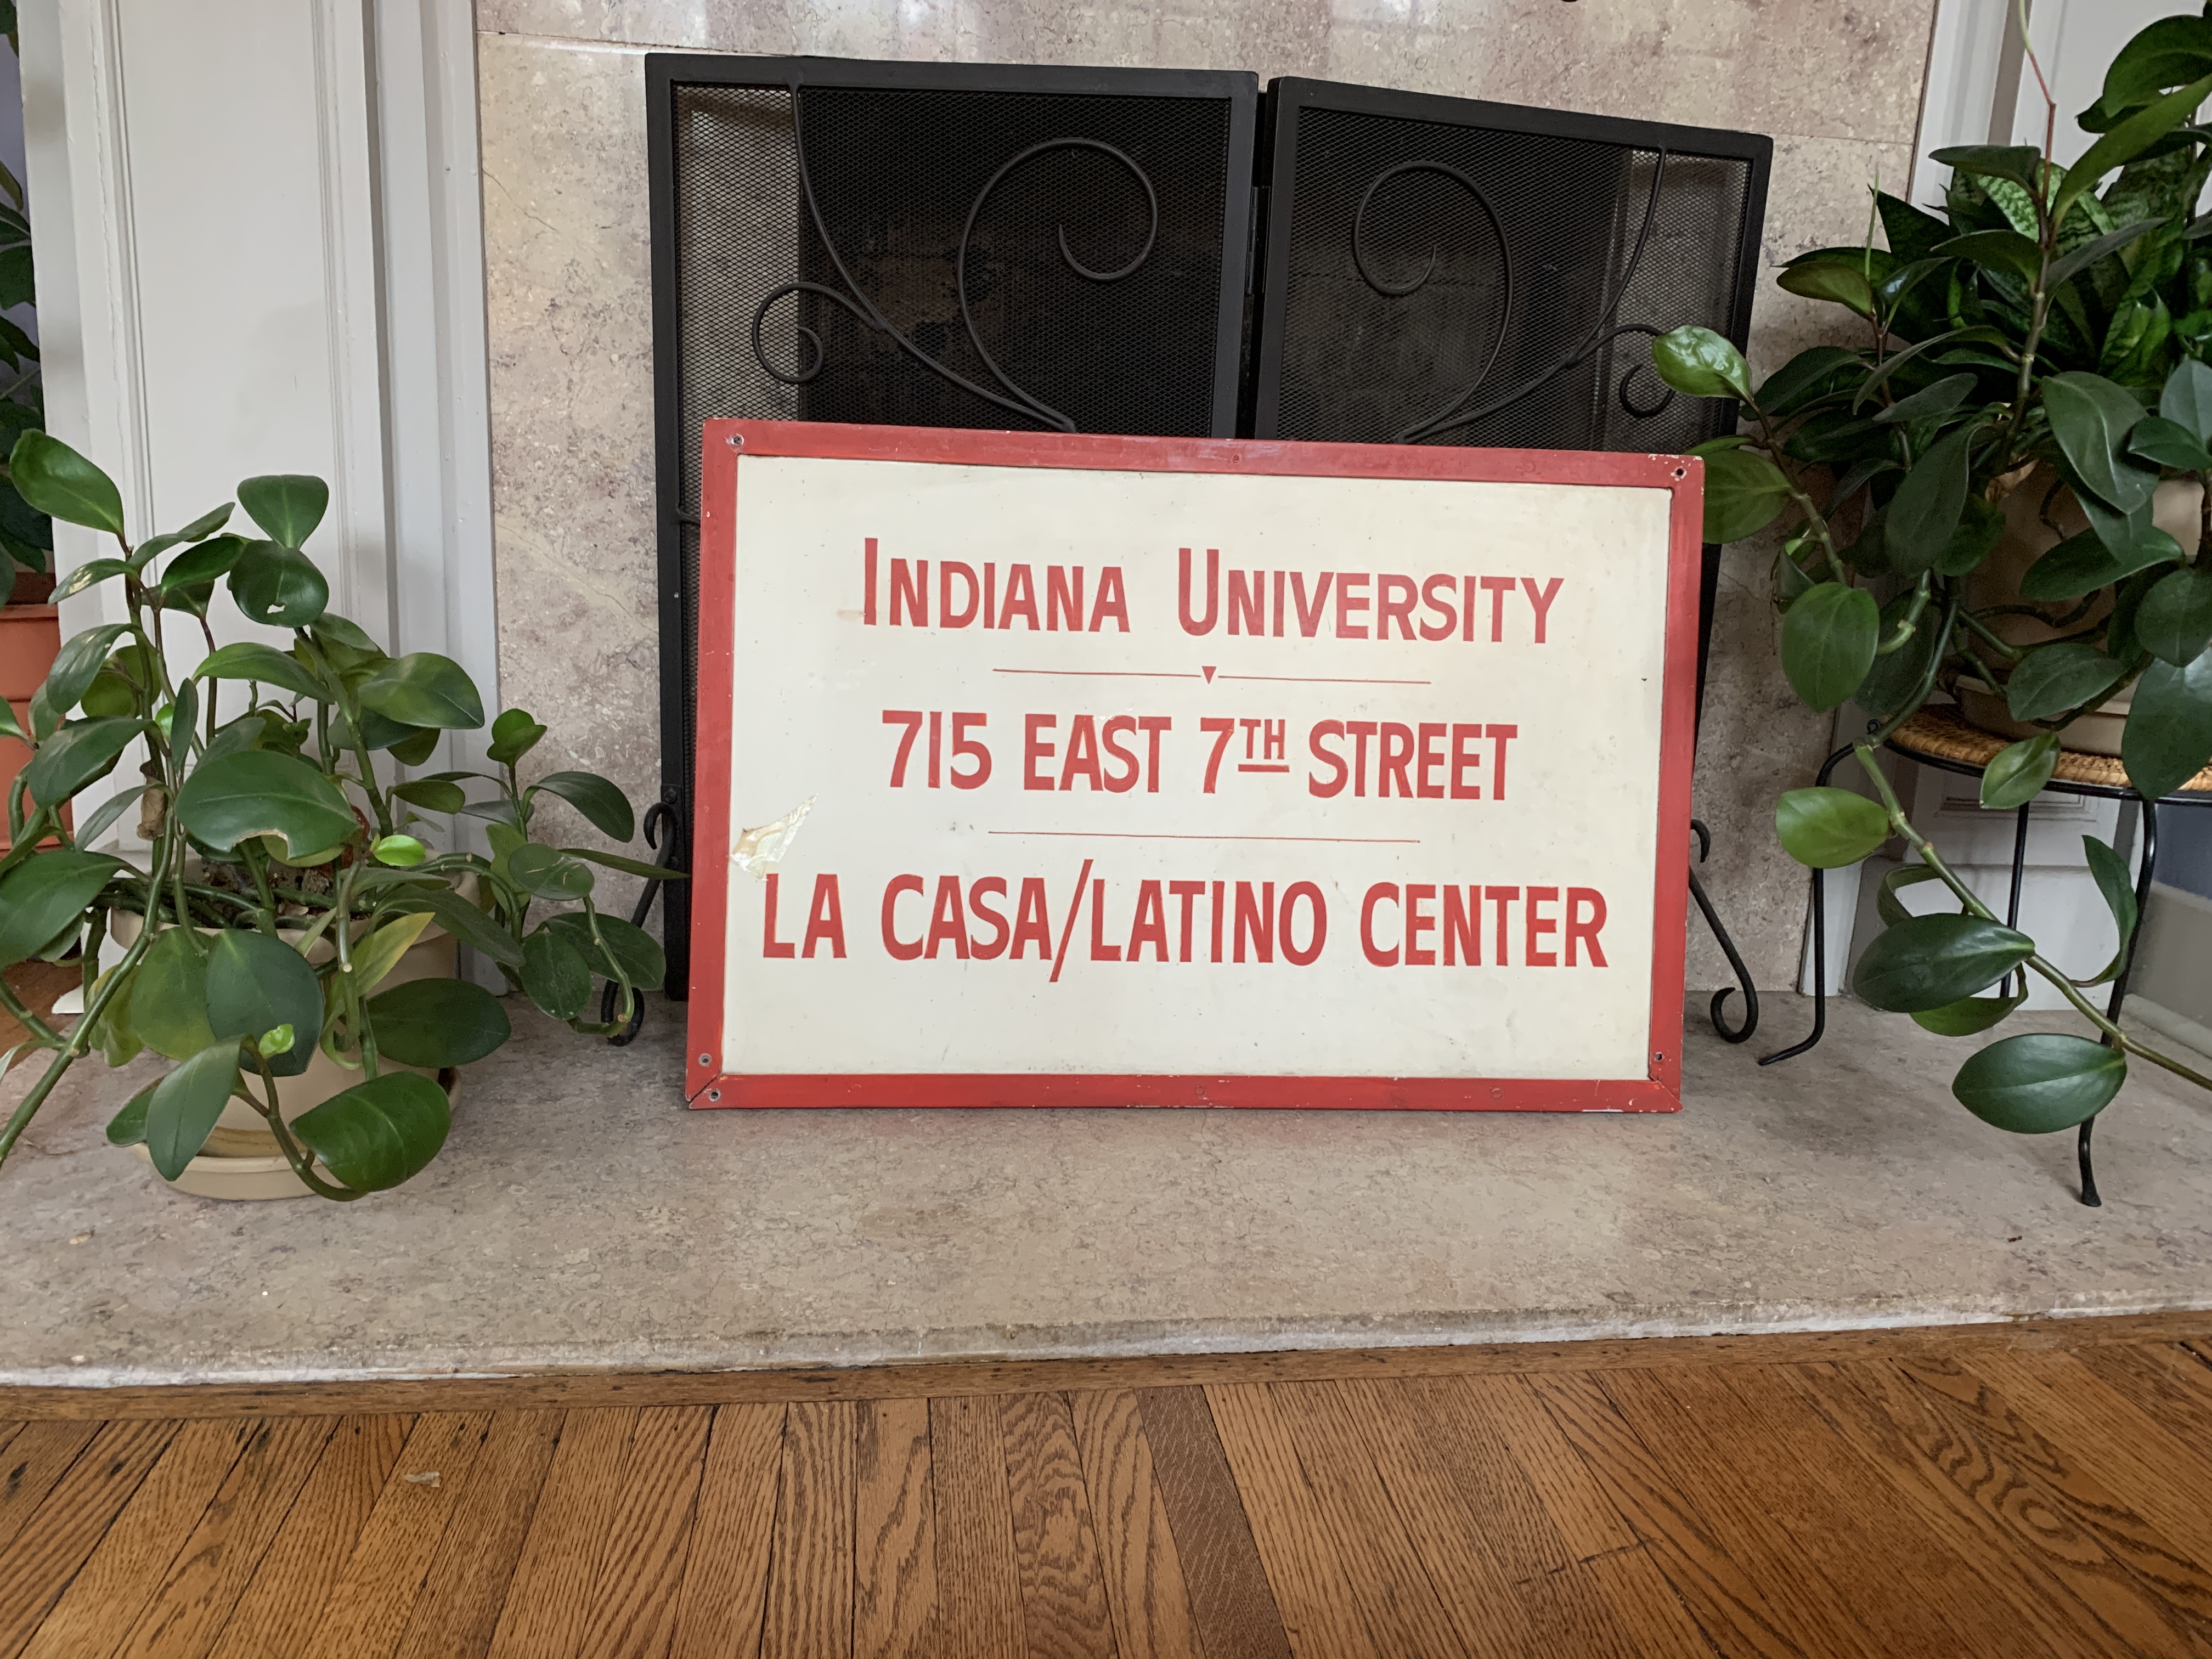 INDIANA UNIVERSITY
715 EAST 7TH STREET
LA CASA/LATINO CENTER